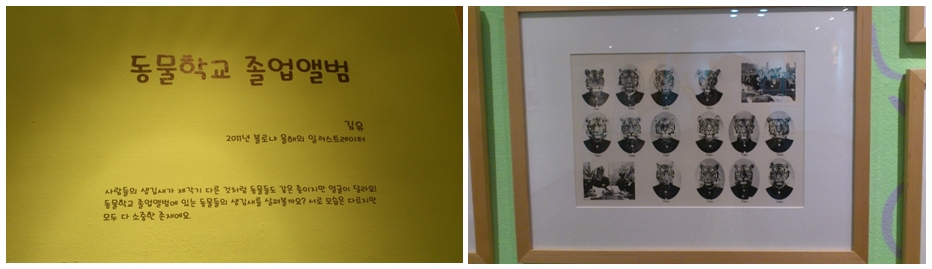 동물학교 졸업앨범
김유
2011년 볼로냐 올해의 일러스트레이터
사람들의 생김새가 제각기 다른 것처럼 동물들도 같은 종이지만 얼굴이 달라요!
동물학교 졸업앨범에 있는 동물들의 생김새를 살펴볼까요? 서로 모습은 다르지만
모두 다 소중한 존재에요.